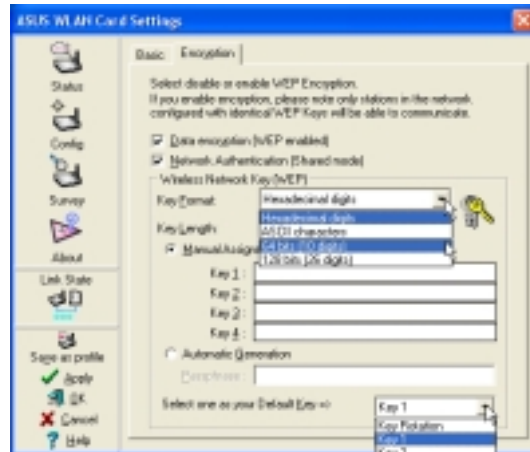 ASUS WLAN Card Settings
Status
Config
Survey
About
Link State
Save as profile
Apply
OK
Cancel
Help
Basic
Encryption
Select disable or enable WEP Encryption.
If you enable encryption, please note only stations in the network
configured with identical WEP Keys will be able to communicate.
Data encryption (WEP enabled)
Network Authentication (Shared mode)
Wireless Network Key (WEP)
Key Format:
Hexadecimal digits
Hexadecimal digits
ASCII characters
Key Length:
64 bits (10 digits)
128 bits (26 digits)
Manual Assign
Key 1 :
Key 2 :
Key 3 :
Key 4 :
Automatic Generation
Passphrase :
Select one as your Default Key =>
Key 1
Key Rotation
Key 1
Key 2